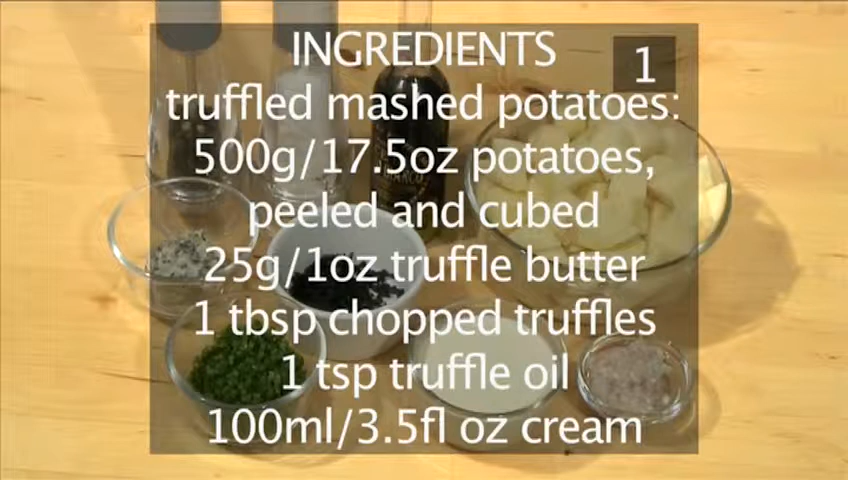 INGREDIENTS
1
truffled mashed potatoes:
500g/17.5oz potatoes,
peeled and cubed
25g/1oz truffle butter
1 tbsp chopped truffles
1 tsp truffle oil
100ml/3.5fl oz cream